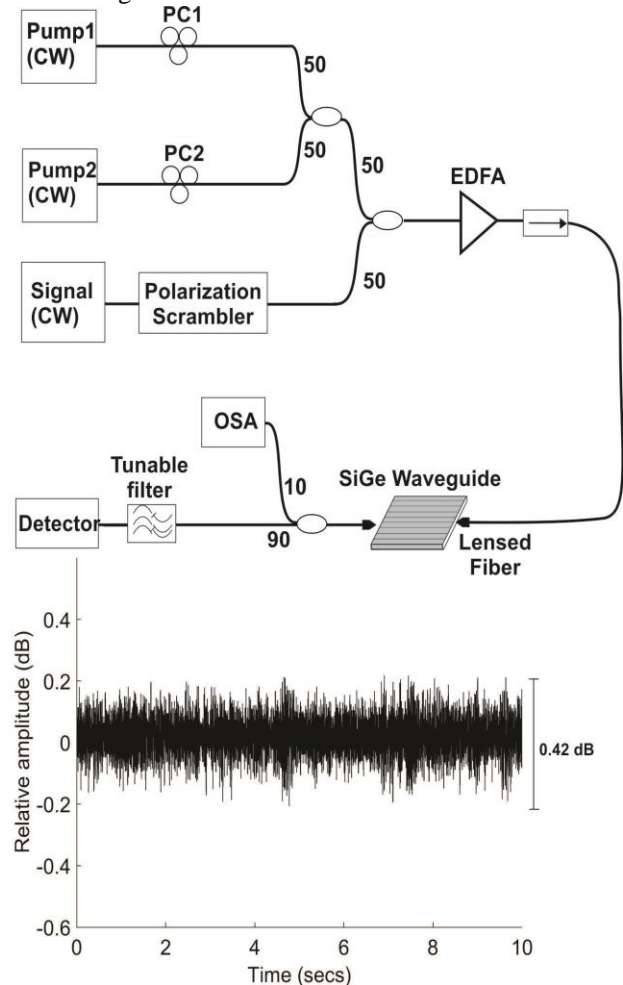 Pump1
(CW)
PC1
50
Pump2
(CW)
PC2
50
50
EDFA
Signal
(CW)
Polarization
Scrambler
50
OSA
Tunable
filter
10
SiGe Waveguide
Detector
90
Lensed
Fiber
0.4
0.2
0
-0.2
-0.4
-0.6
Relative amplitude (dB)
0.42 dB
0 2 4 6 8 10
Time (secs)